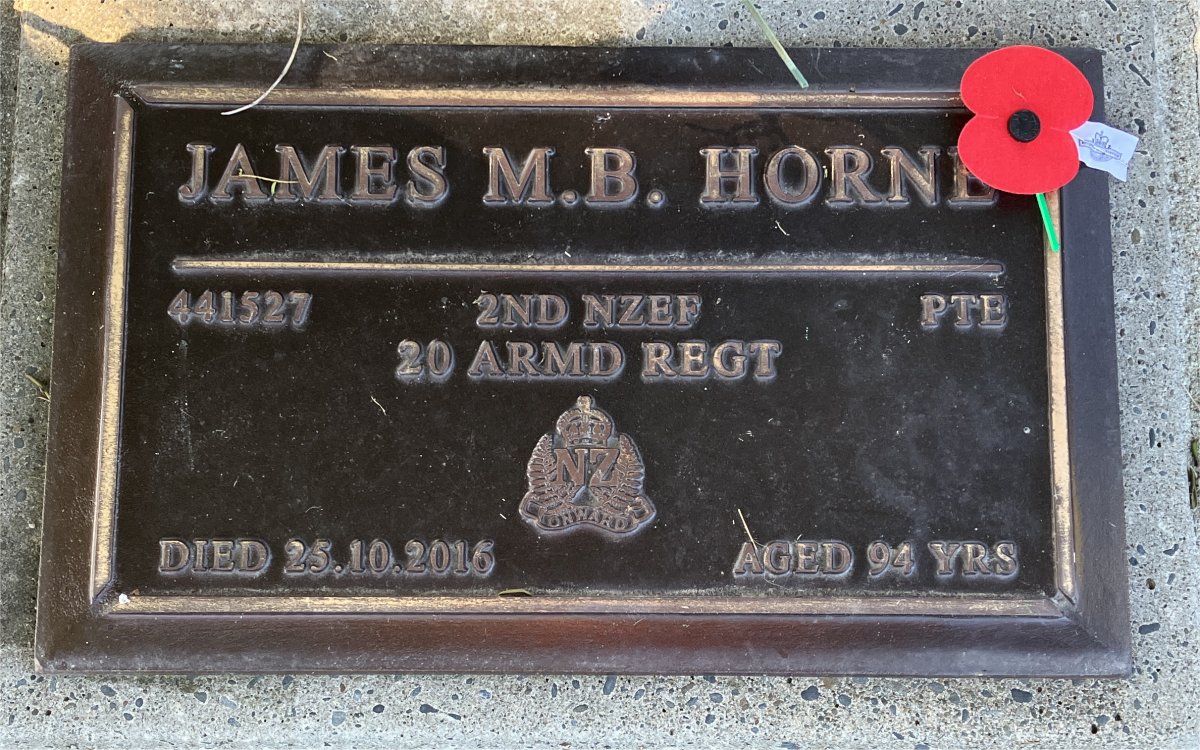 JAMES M.B. HORNE
441527 2ND NZEF PTE
20 ARMD REGT
NZ
ONWARD
DIED 25.10.2016 AGED 94 YRS